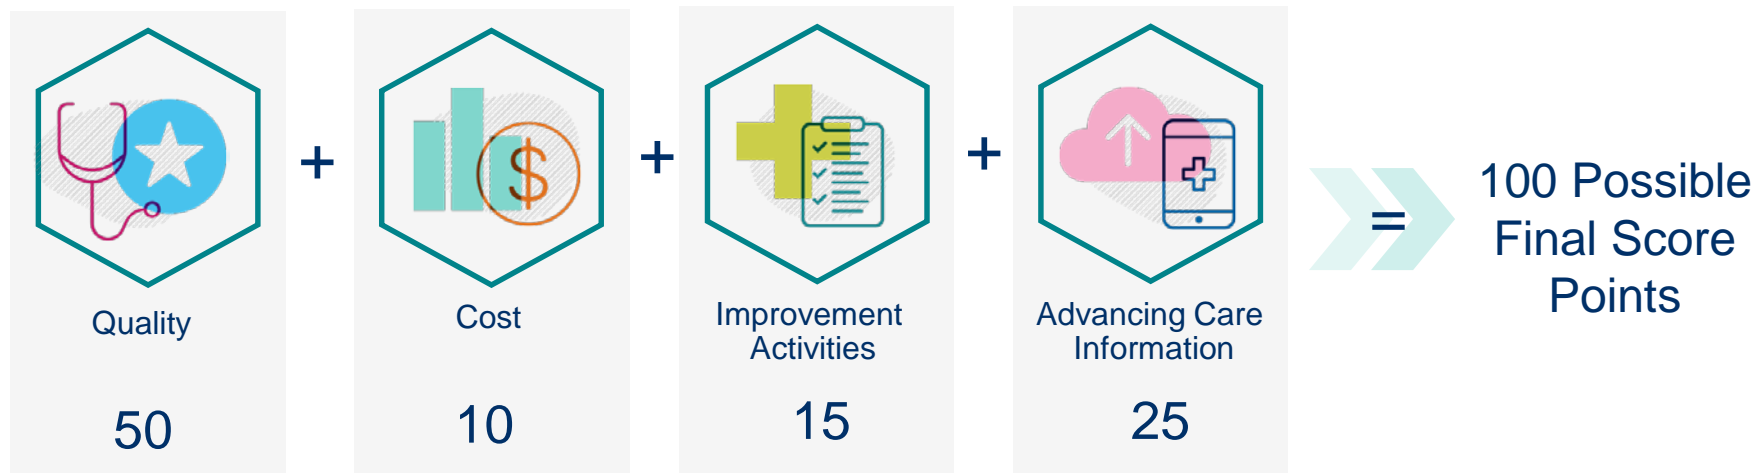 Quality
50
+
$
Cost
10
+
Improvement
Activities
15
+
Advancing Care
Information
25
=
100 Possible
Final Score
Points